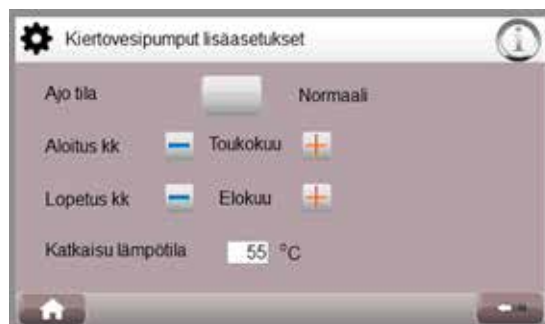 Kiertovesipumput lisäasetukset
Ajo tila Normaali
Aloitus kk Toukokuu
Lopetus kk Elokuu
Katkaisu lämpötila 55 °C